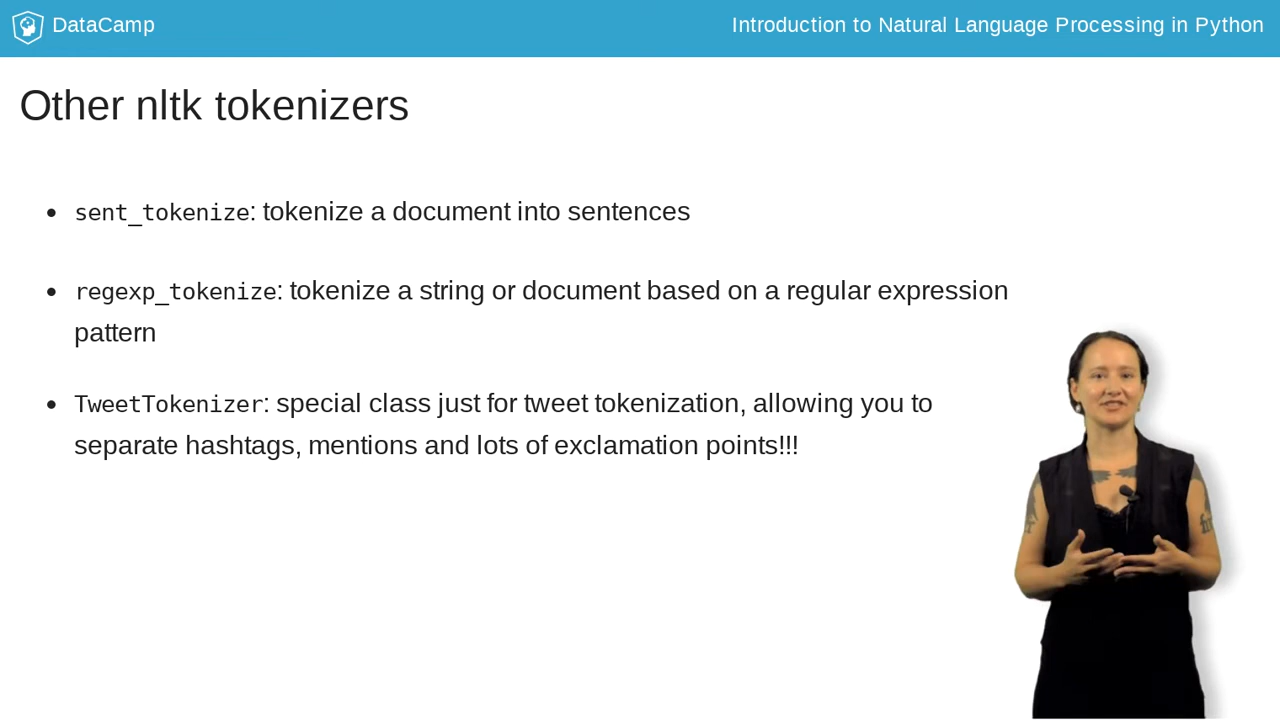 DataCamp
Introduction to Natural Language Processing in Python
Other nltk tokenizers
• sent_tokenize: tokenize a document into sentences
• regexp_tokenize: tokenize a string or document based on a regular expression
pattern
• TweetTokenizer: special class just for tweet tokenization, allowing you to
separate hashtags, mentions and lots of exclamation points!!!